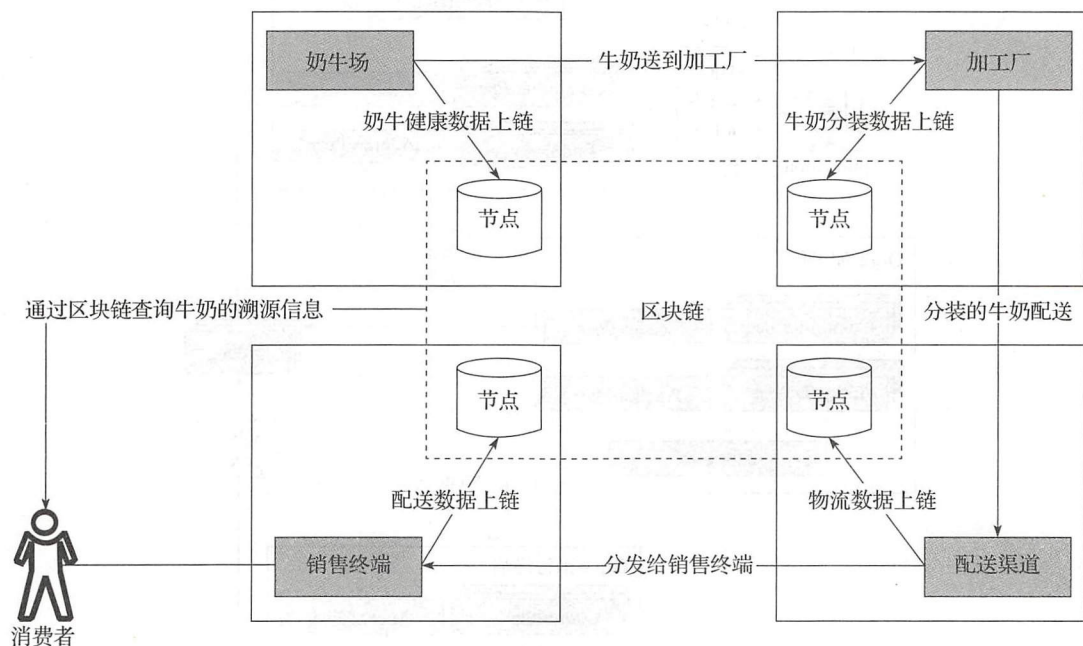 奶牛场
牛奶送到加工厂
加工厂
奶牛健康数据上链
牛奶分装数据上链
节点
节点
通过区块链查询牛奶的溯源信息
区块链
分装的牛奶配送
节点
节点
配送数据上链
物流数据上链
销售终端
分发给销售终端
配送渠道
消费者